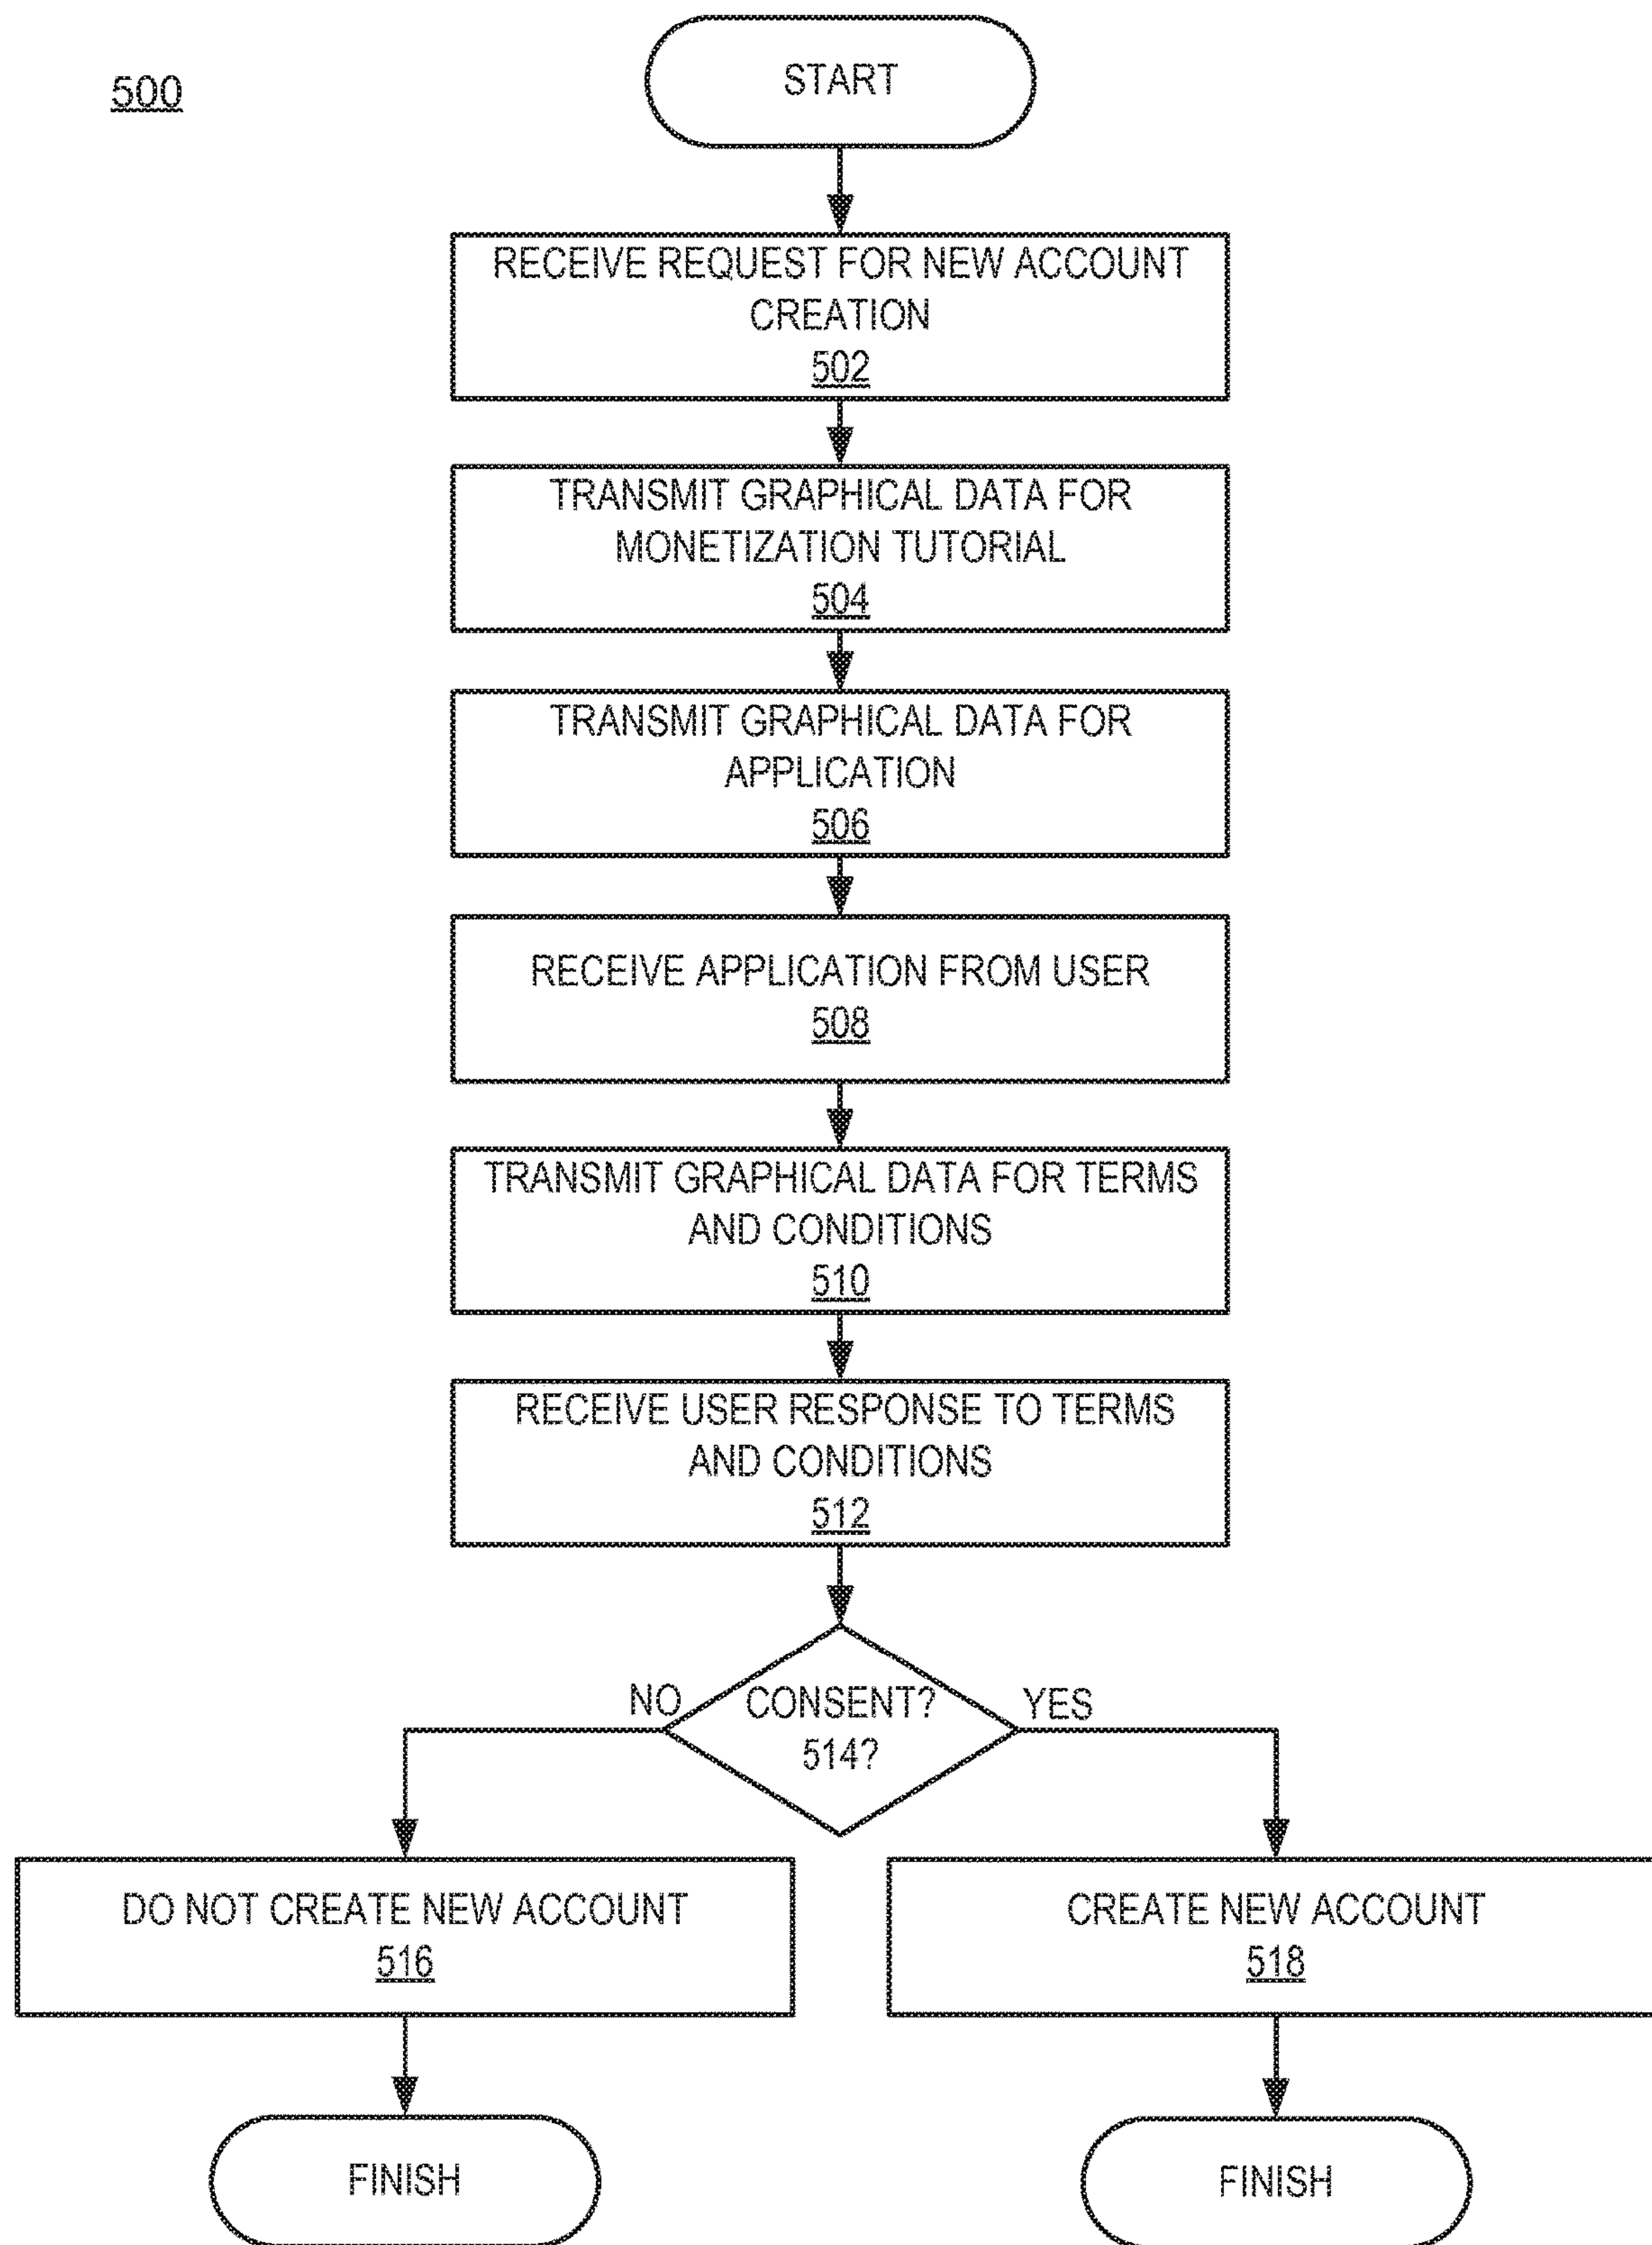 500
START
RECEIVE REQUEST FOR NEW ACCOUNT
CREATION
502
TRANSMIT GRAPHICAL DATA FOR
MONETIZATION TUTORIAL
504
TRANSMIT GRAPHICAL DATA FOR
APPLICATION
506
RECEIVE APPLICATION FROM USER
508
TRANSMIT GRAPHICAL DATA FOR TERMS
AND CONDITIONS
510
RECEIVE USER RESPONSE TO TERMS
AND CONDITIONS
512
NO
CONSENT?
514?
YES
DO NOT CREATE NEW ACCOUNT
516
CREATE NEW ACCOUNT
518
FINISH
FINISH